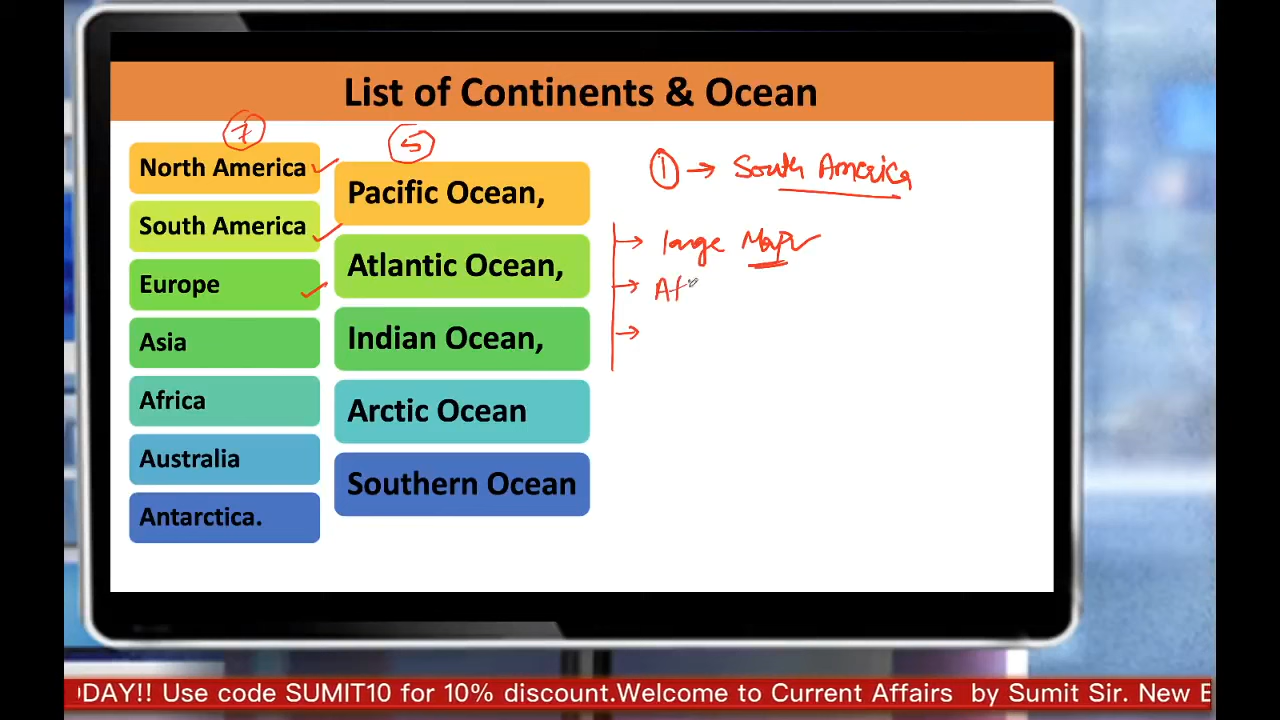 List of Continents & Ocean
7
5
North America
South America
Europe
Asia
Africa
Australia
Antarctica.
Pacific Ocean,
Atlantic Ocean,
Indian Ocean,
Arctic Ocean
Southern Ocean
① → South America
→ large Map
→ At
→
DAY!! Use code SUMIT10 for 10% discount.Welcome to Current Affairs by Sumit Sir. New